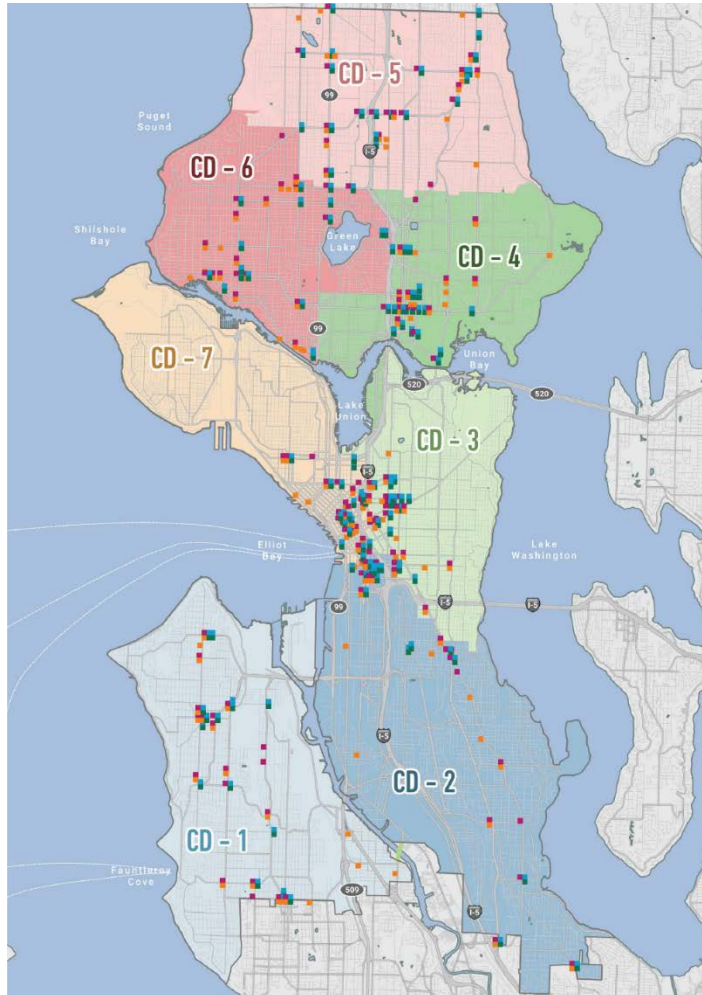 CD - 5
99
Puget
Sound
I-5
CD - 6
Shilshole
Bay
Green
Lake
CD - 4
99
CD - 7
Union
Bay
520
520
Lake
Union
CD - 3
I-5
Elliot
Bay
Lake
Washington
99
I-5
I-5
I-5
CD - 2
CD - 1
Fauntleroy
Cove
509
I-5